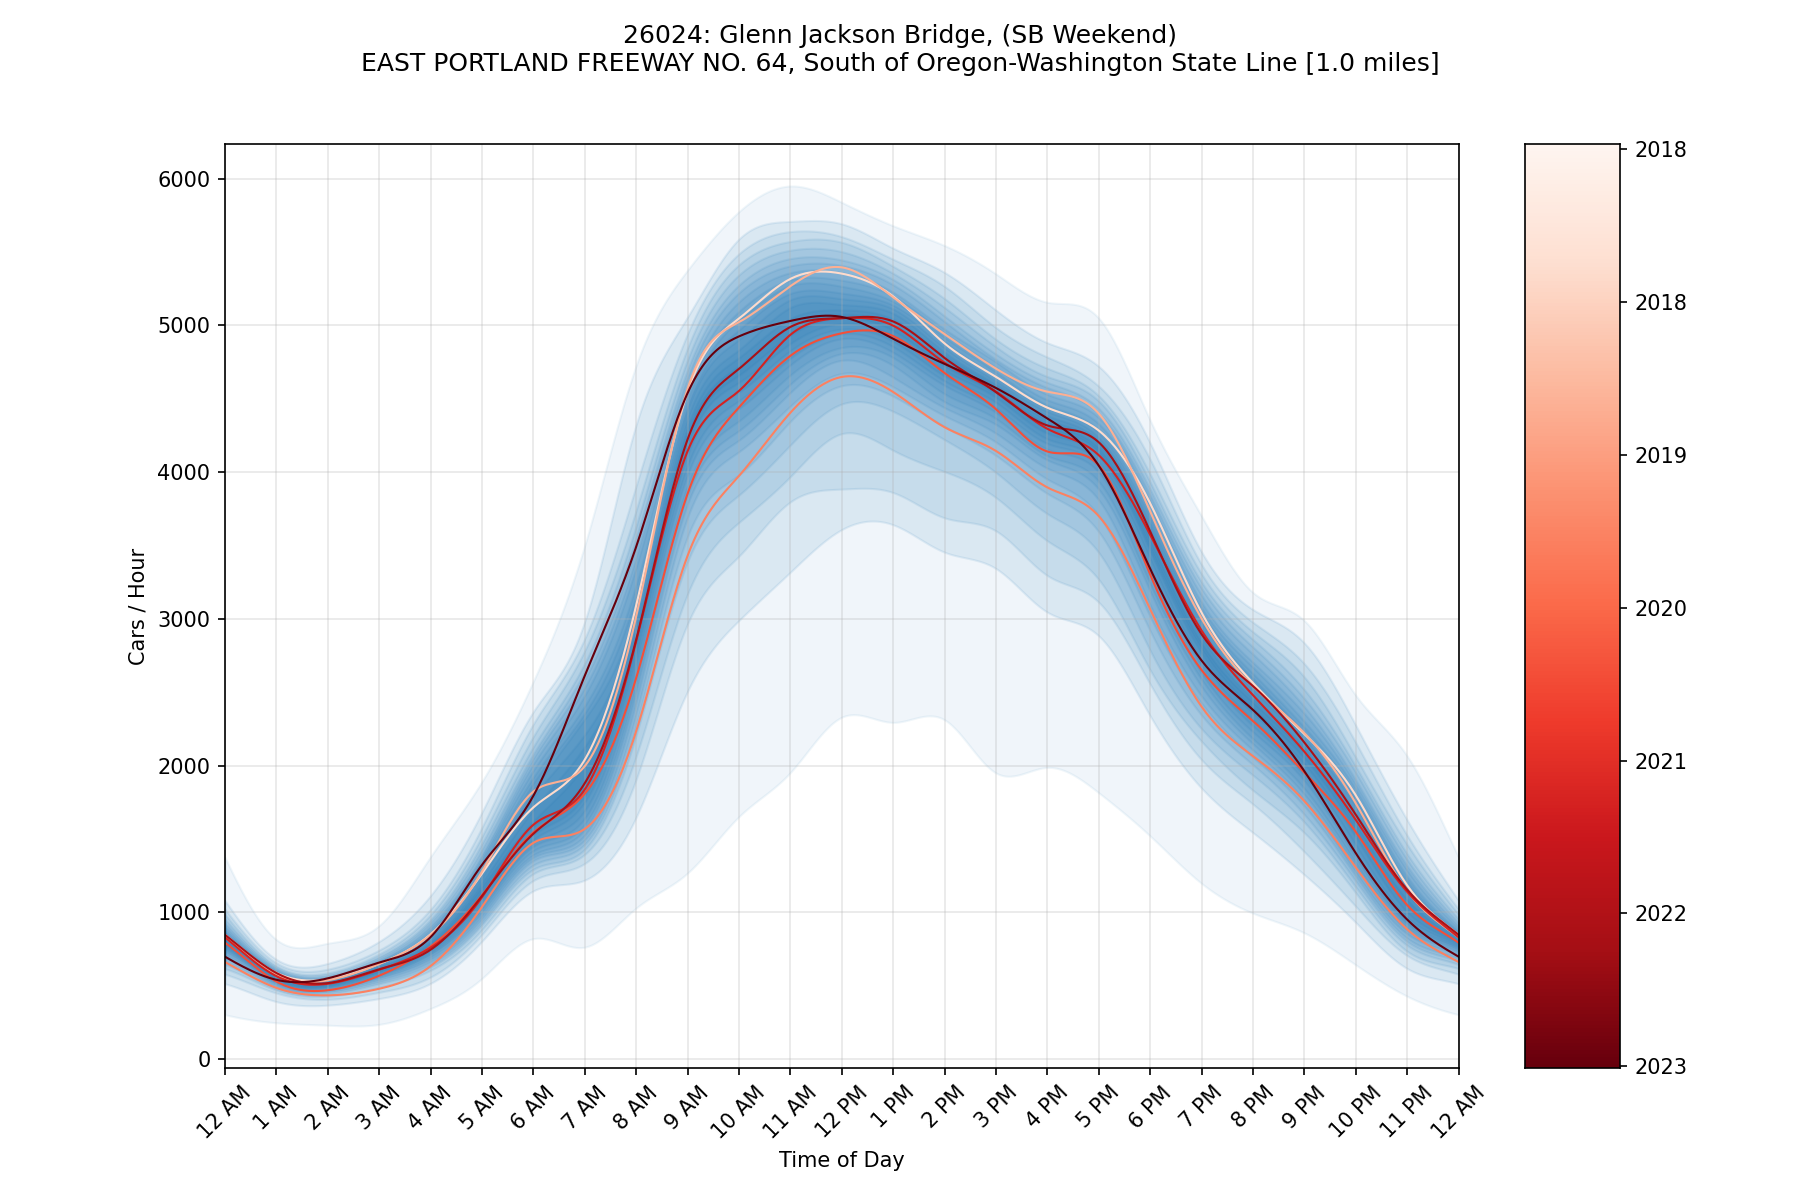 26024: Glenn Jackson Bridge, (SB Weekend)
EAST PORTLAND FREEWAY NO. 64, South of Oregon-Washington State Line [1.0 miles]
6000
5000
4000
3000
2000
1000
0
Cars / Hour
12 AM
1 AM
2 AM
3 AM
4 AM
5 AM
6 AM
7 AM
8 AM
9 AM
10 AM
11 AM
12 PM
1 PM
2 PM
3 PM
4 PM
5 PM
6 PM
7 PM
8 PM
9 PM
10 PM
11 PM
12 AM
Time of Day
2018
2018
2019
2020
2021
2022
2023